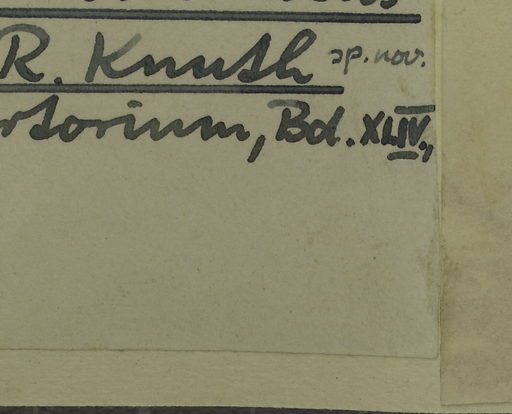 R. Knuth sp. nov.
rtorium, Bd. XLIV.,